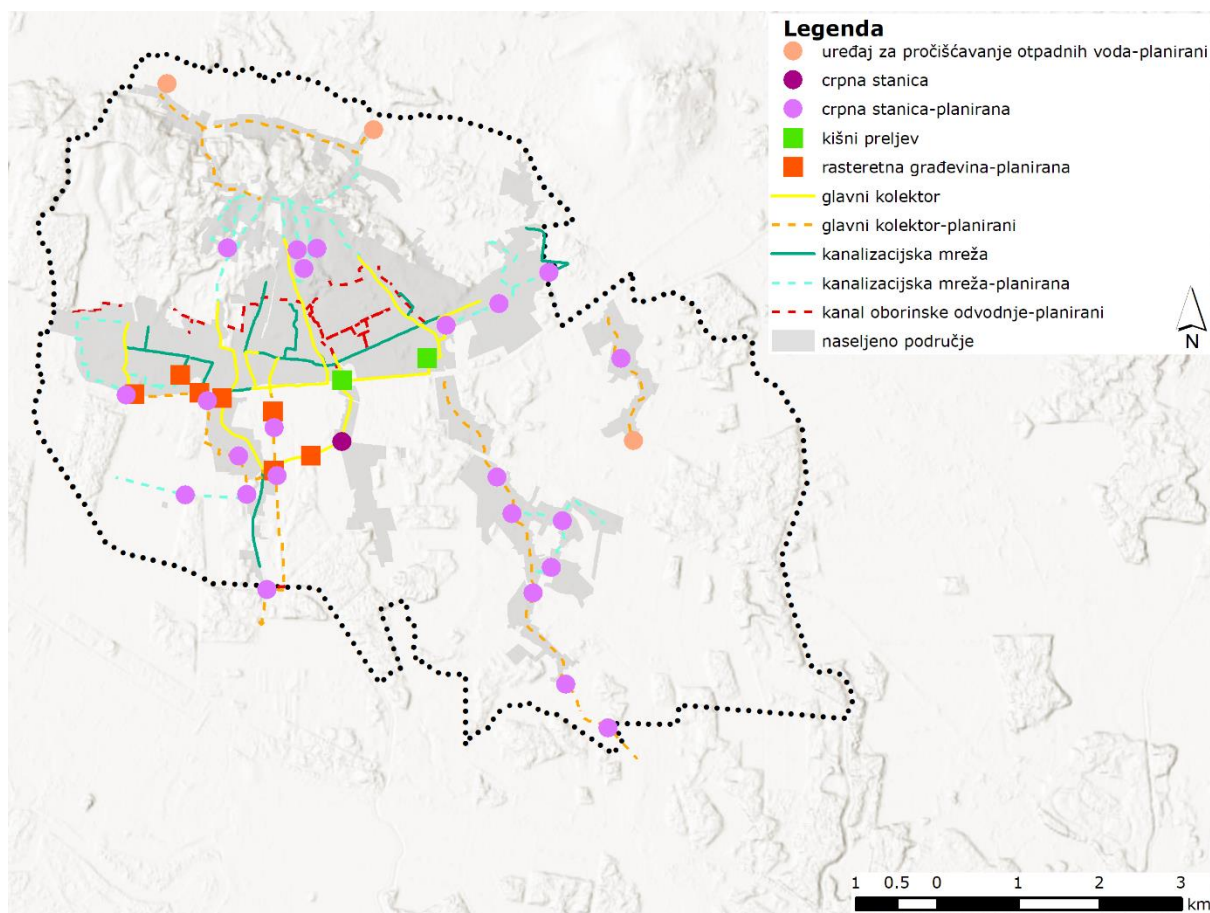 Legenda
uređaj za pročišćavanje otpadnih voda-planirani
crpna stanica
crpna stanica-planirana
kišni preljev
rasteretna građevina-planirana
glavni kolektor
glavni kolektor-planirani
kanalizacijska mreža
kanalizacijska mreža-planirana
kanal oborinske odvodnje-planirani
naseljeno područje
N
1 0.5 0 1 2 3
km